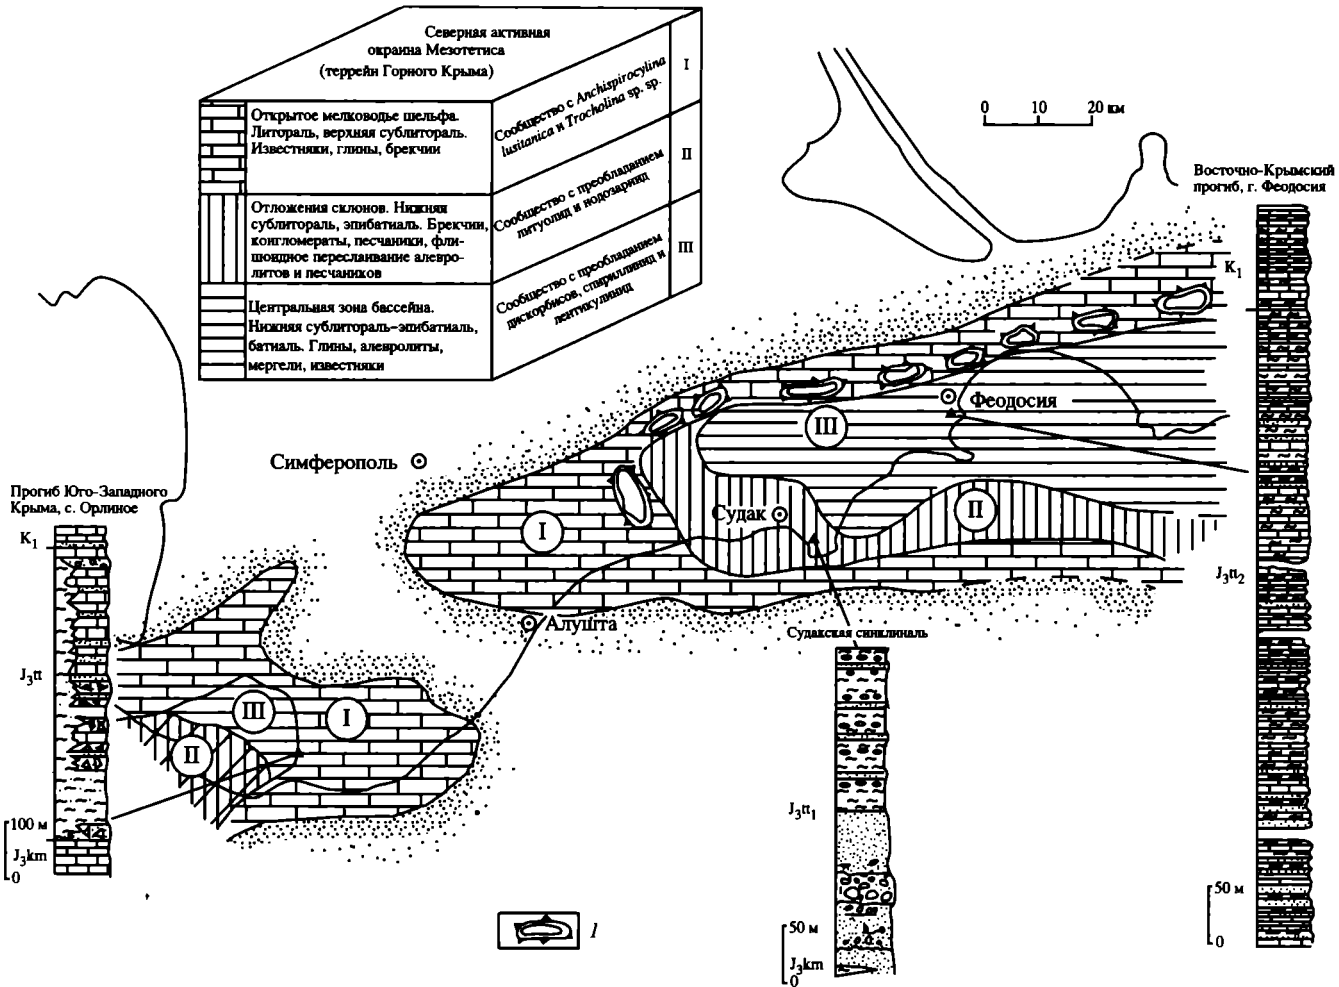 Северная активная
окраина Мезотетиса
(террейн Горного Крыма)
Открытое мелководье шельфа.
Литораль, верхняя сублитораль.
Известняки, глины, брекчии
Сообщество с Anchispirocylina
lusitanica и Trocholina sp. sp.
I
Отложения склонов. Нижняя
сублитораль, эпибатиаль. Брекчии,
конгломераты, песчаники, фли-
шоидное переслаивание алевро-
литов и песчаников
Сообщество с преобладанием
литуолид и нодозариид
II
Центральная зона бассейна.
Нижняя сублитораль-эпибатиаль,
батиаль. Глины, алевролиты,
мергели, известняки
Сообщество с преобладанием
дискорбисов, спириллинид и
лентикулинид
III
0 10 20 км
Восточно-Крымский
прогиб, г. Феодосия
K1
J3tt2
50 м
0
Феодосия
III
Симферополь
Судак
II
I
Алушта
Прогиб Юго-Западного
Крыма, с. Орлиное
K1
J3tt
100 м
J3km
0
III
I
II
Судакская синклиналь
J3tt1
50 м
J3km
0
1